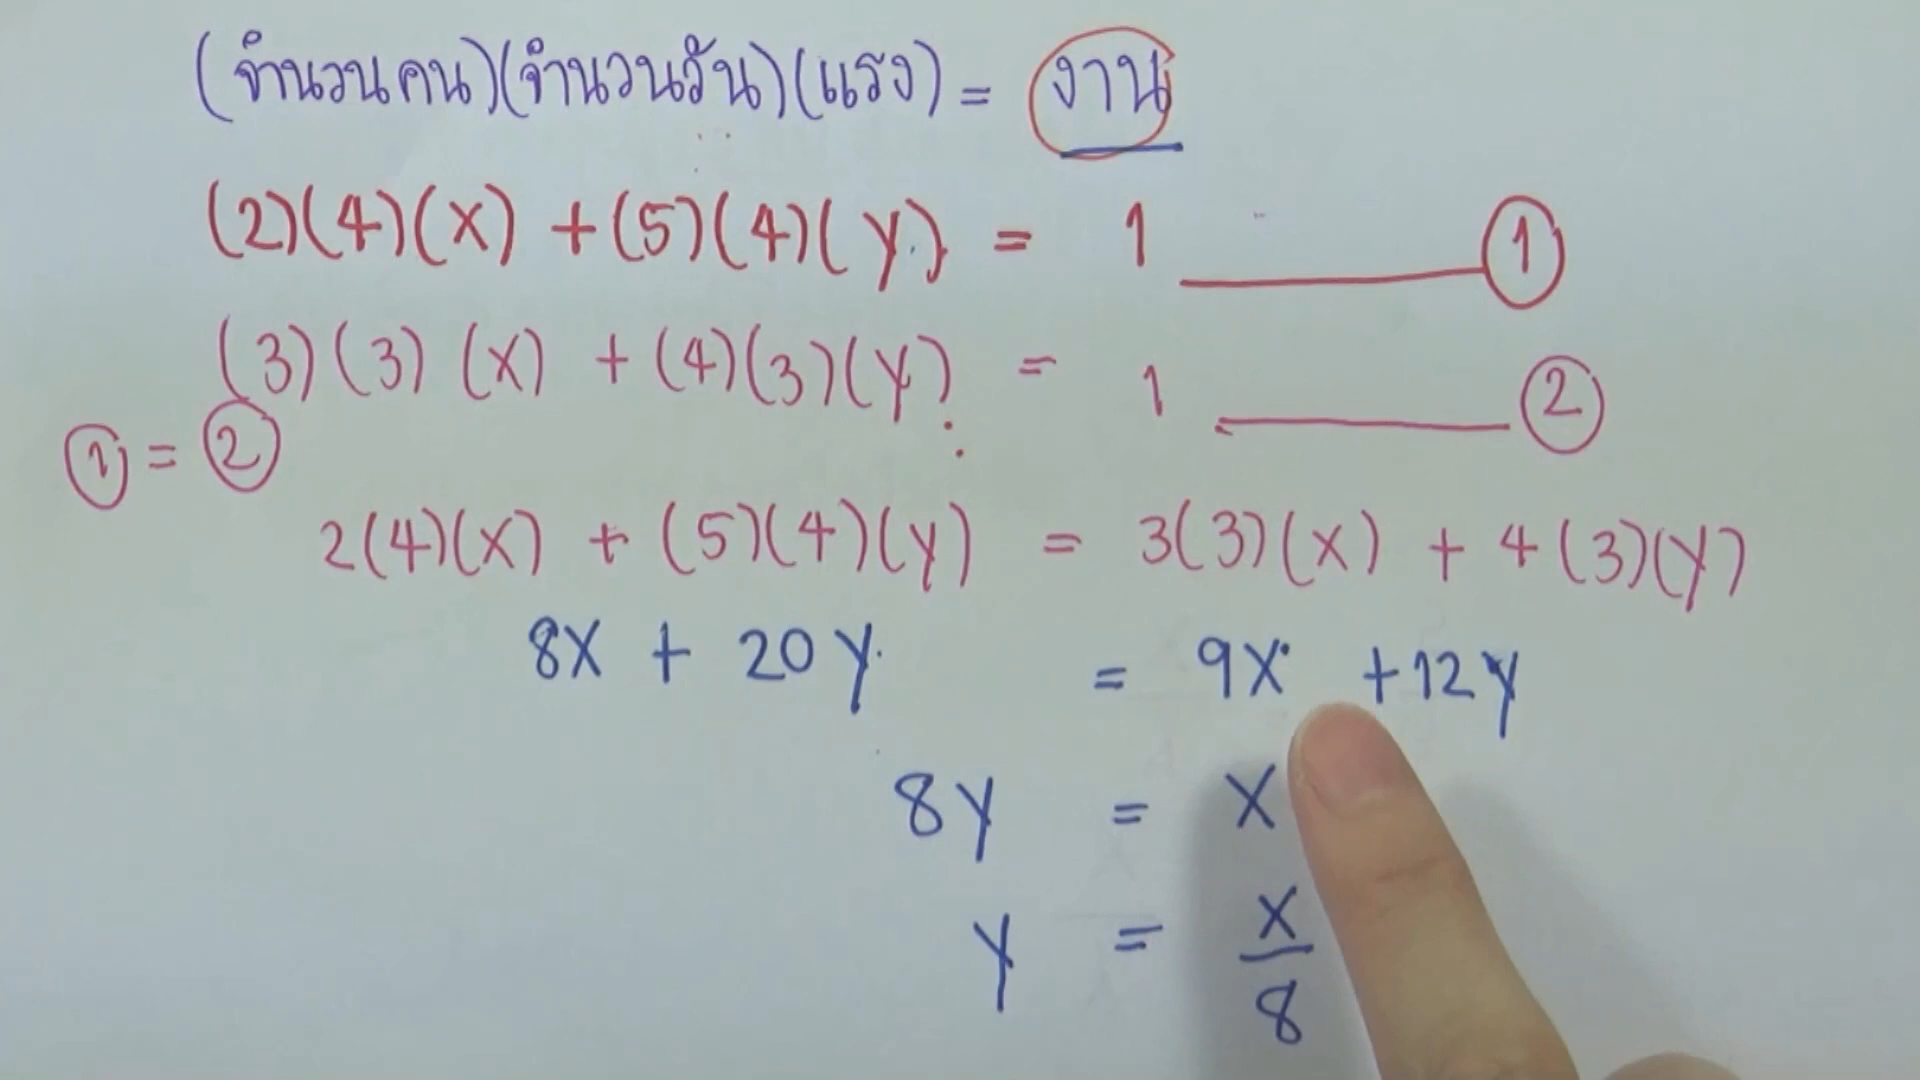 (จำนวนคน)(จำนวนวัน)(แรง) = งาน
(2)(4)(x) + (5)(4)(y) = 1 ①
(3)(3)(x) + (4)(3)(y) = 1 ②
① = ②
2(4)(x) + (5)(4)(y) = 3(3)(x) + 4(3)(y)
8x + 20y = 9x + 12y
8y = x
y = x/8